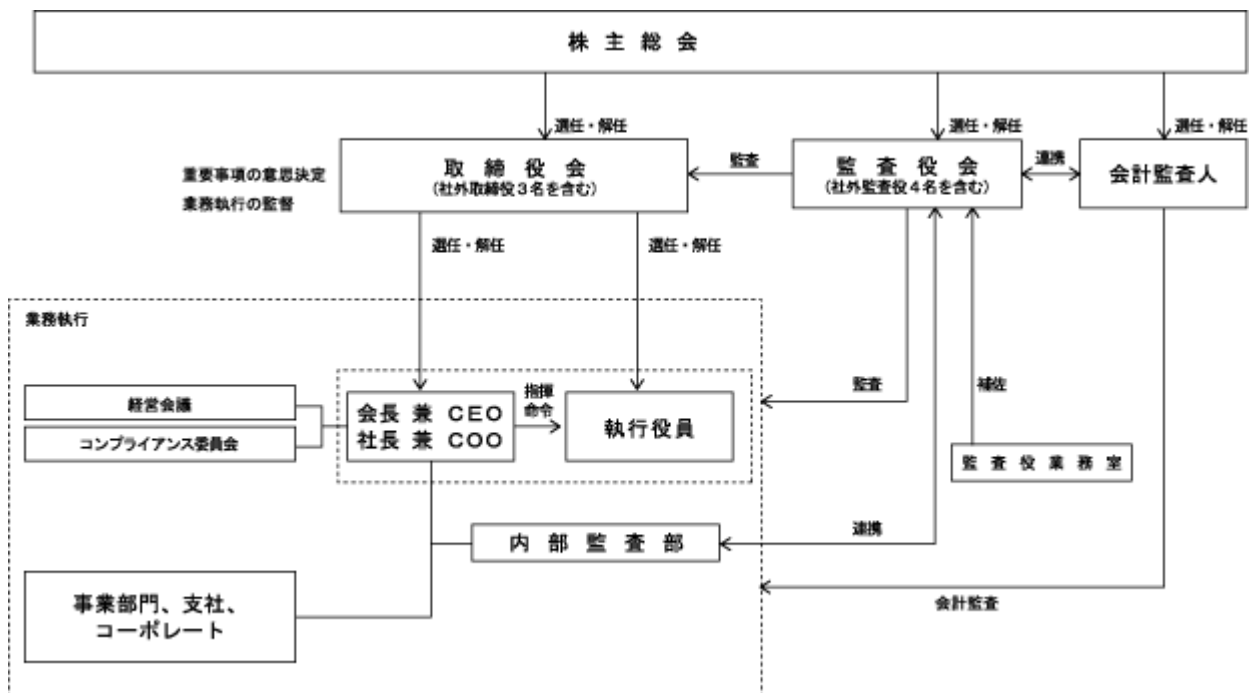 株主総会
選任・解任
選任・解任
選任・解任
重要事項の意思決定
業務執行の監督
取締役会
(社外取締役3名を含む)
監査
監査役会
(社外監査役4名を含む)
連携
会計監査人
選任・解任
選任・解任
業務執行
経営会議
コンプライアンス委員会
会長 兼 CEO
社長 兼 COO
指揮
命令
執行役員
監査
補佐
監査役業務室
内部監査部
連携
事業部門、支社、
コーポレート
会計監査